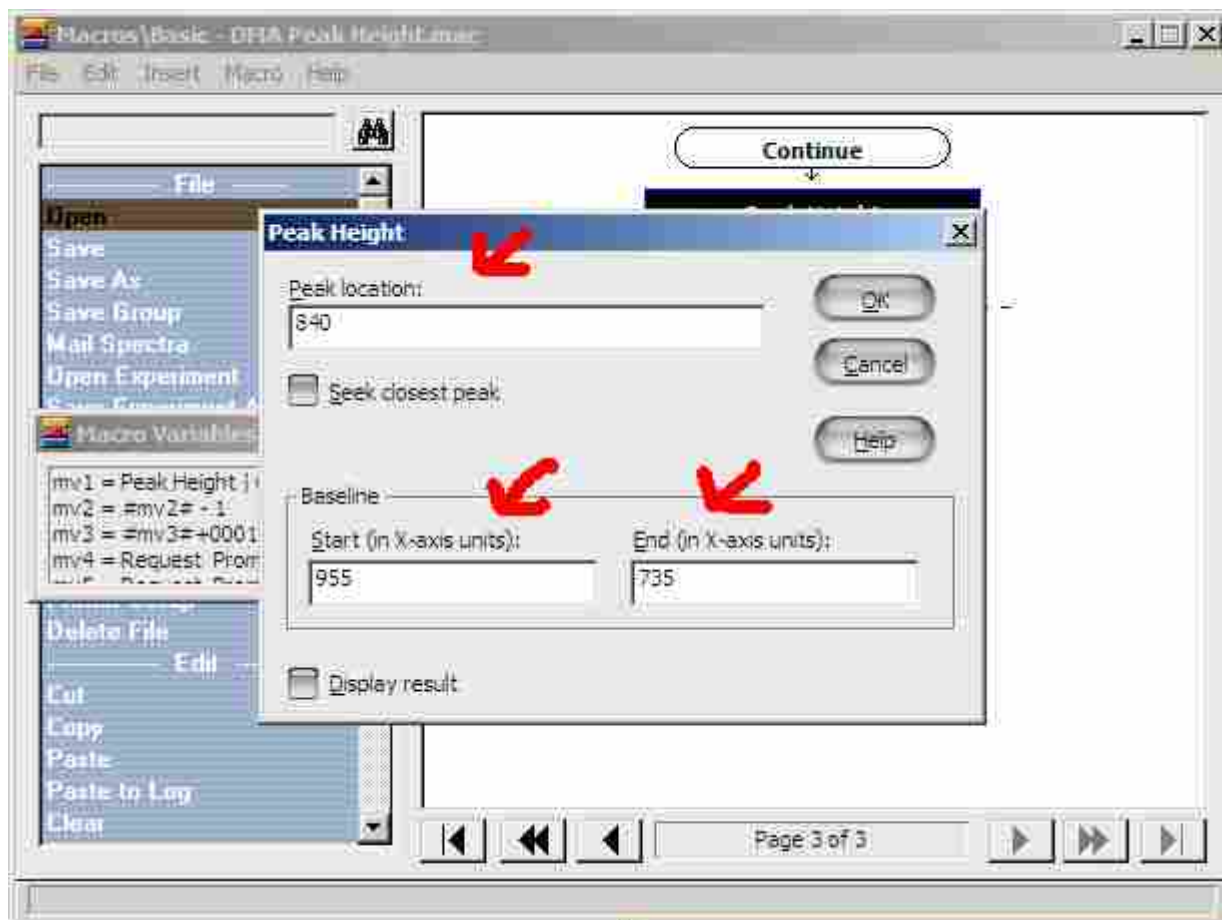 Macros\Basic - DMA Peak Height.mac
File Edit Insert Macro Help
File
Open
Save
Save As
Save Group
Mail Spectra
Open Experiment
Continue
Peak Height
Peak location:
840
Seek closest peak
OK
Cancel
Help
Baseline
Start (in X-axis units):
End (in X-axis units):
955
735
Display result
Macro Variables
mv1 = Peak Height
mv2 = #mv2# - 1
mv3 = #mv3#+0001
mv4 = Request Prom
Delete File
Edit
Cut
Copy
Paste
Paste to Log
Clear
Page 3 of 3